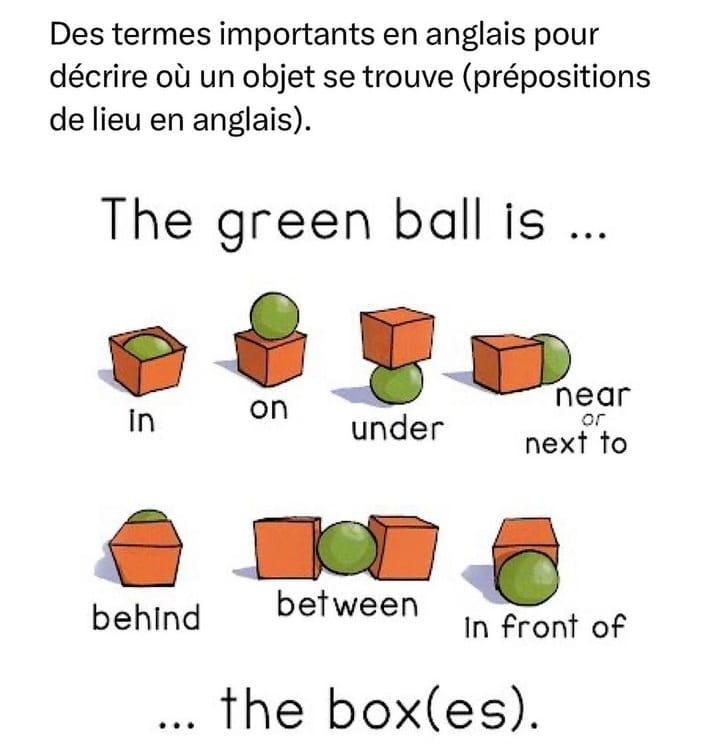 Des termes importants en anglais pour
décrire où un objet se trouve (prépositions
de lieu en anglais).
The green ball is ...
in
on
under
near
or
next to
behind
between
in front of
... the box(es).